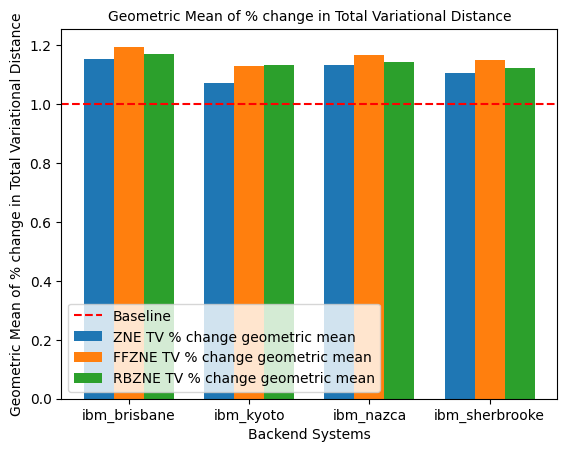 Geometric Mean of % change in Total Variational Distance
Geometric Mean of % change in Total Variational Distance
1.2
1.0
0.8
0.6
0.4
0.2
0.0
Baseline
ZNE TV % change geometric mean
FFZNE TV % change geometric mean
RBZNE TV % change geometric mean
ibm_brisbane
ibm_kyoto
ibm_nazca
ibm_sherbrooke
Backend Systems